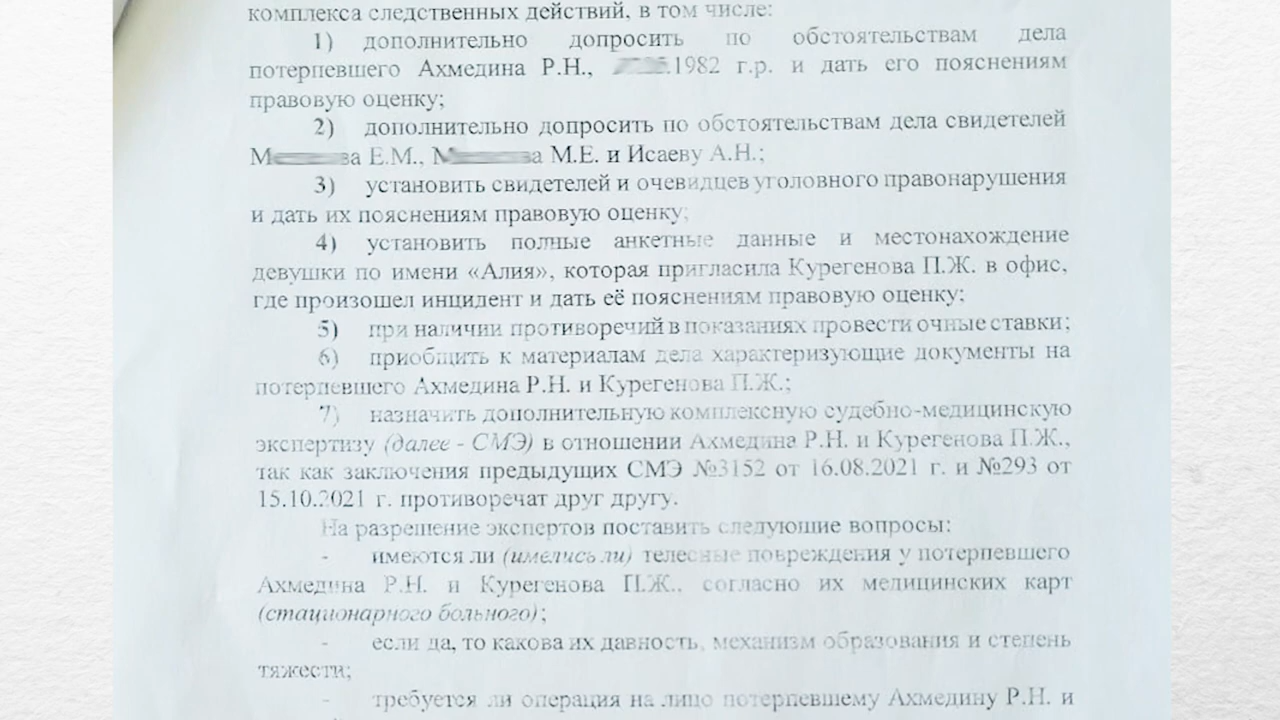 комплекса следственных действий, в том числе:
1) дополнительно допросить по обстоятельствам дела
потерпевшего Ахмедина Р.Н., .1982 г.р. и дать его пояснениям
правовую оценку;
2) дополнительно допросить по обстоятельствам дела свидетелей
М ва Е.М., М а М.Е. и Исаеву А.Н.;
3) установить свидетелей и очевидцев уголовного правонарушения
и дать их пояснениям правовую оценку;
4) установить полные анкетные данные и местонахождение
девушки по имени «Алия», которая пригласила Курегенова П.Ж. в офис,
где произошел инцидент и дать её пояснениям правовую оценку;
5) при наличии противоречий в показаниях провести очные ставки;
6) приобщить к материалам дела характеризующие документы на
потерпевшего Ахмедина Р.Н. и Курегенова П.Ж.;
7) назначить дополнительную комплексную судебно-медицинскую
экспертизу (далее - СМЭ) в отношении Ахмедина Р.Н. и Курегенова П.Ж.,
так как заключения предыдущих СМЭ №3152 от 16.08.2021 г. и №293 от
15.10.2021 г. противоречат друг другу.
На разрешение экспертов поставить следующие вопросы:
- имеются ли (имелись ли) телесные повреждения у потерпевшего
Ахмедина Р.Н. и Курегенова П.Ж., согласно их медицинских карт
(стационарного больного);
- если да, то какова их давность, механизм образования и степень
тяжести;
- требуется ли операция на лицо потерпевшему Ахмедину Р.Н. и